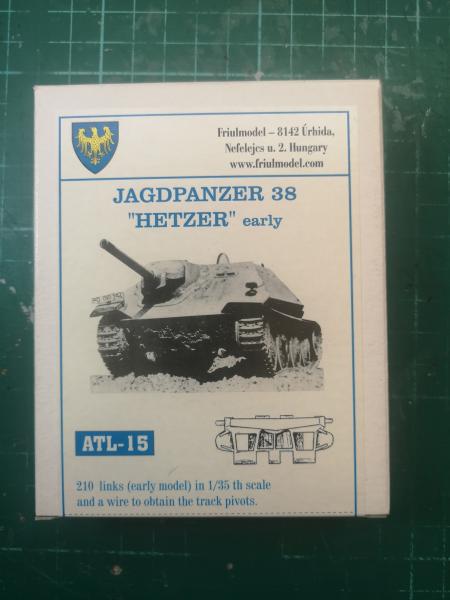 Friulmodel – 8142 Úrhida,
Nefelejcs u. 2. Hungary
www.friulmodel.com
JAGDPANZER 38
"HETZER" early
ATL-15
210 links (early model) in 1/35 th scale
and a wire to obtain the track pivots.